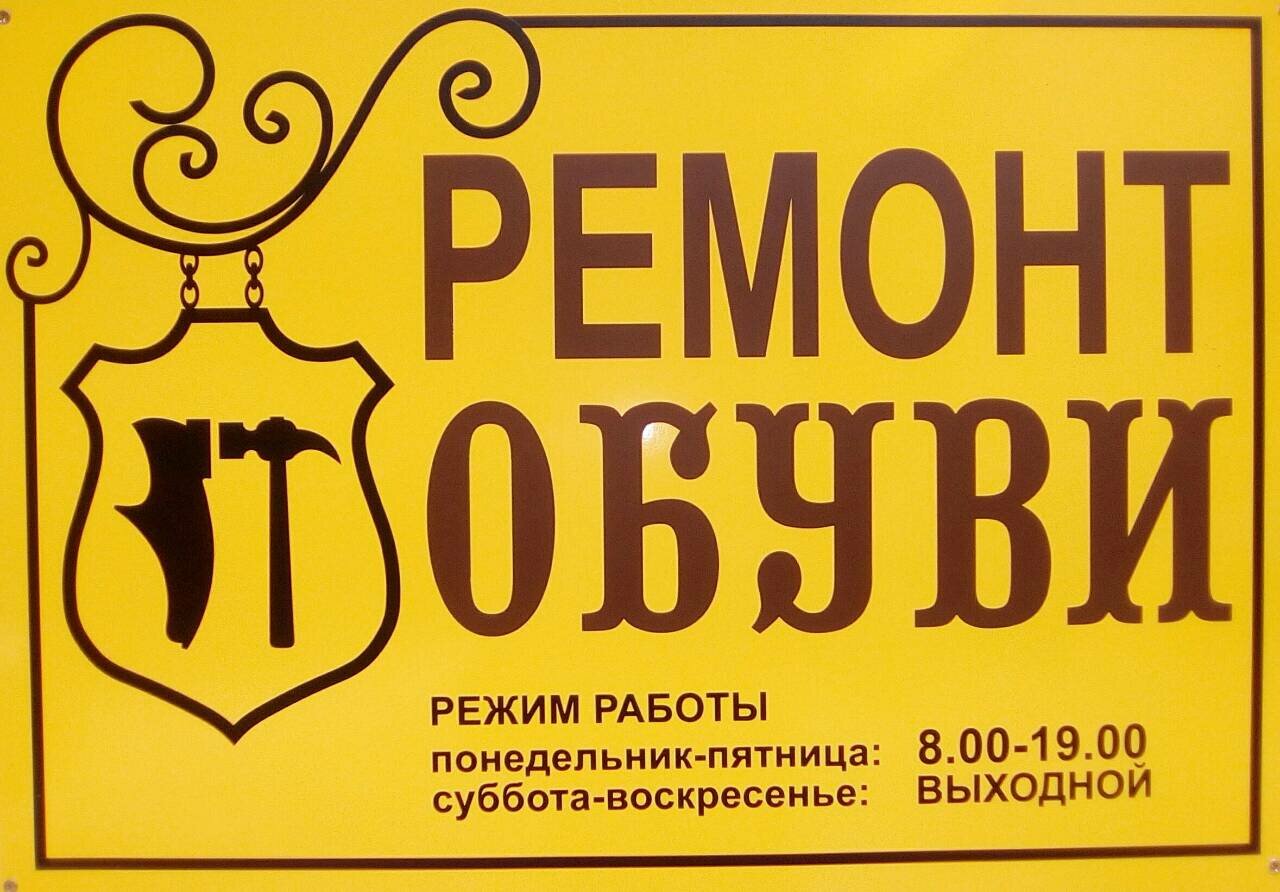 РЕМОНТ
ОБУВИ
РЕЖИМ РАБОТЫ
понедельник-пятница: 8.00-19.00
суббота-воскресенье: ВЫХОДНОЙ